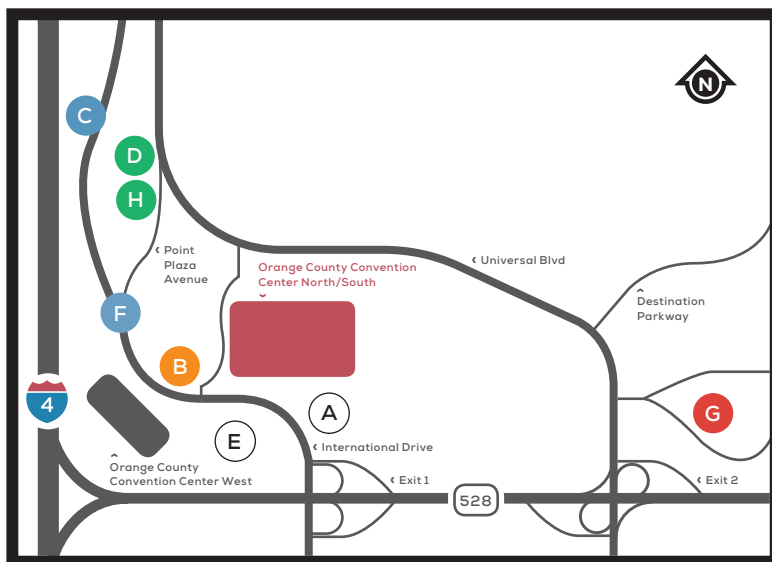 N
C
D
H
‹ Point
Plaza
Avenue
‹ Universal Blvd
Orange County Convention
Center North/South
Destination
Parkway
F
B
4
G
A
E
‹ International Drive
Orange County
Convention Center West
‹ Exit 1
528
‹ Exit 2